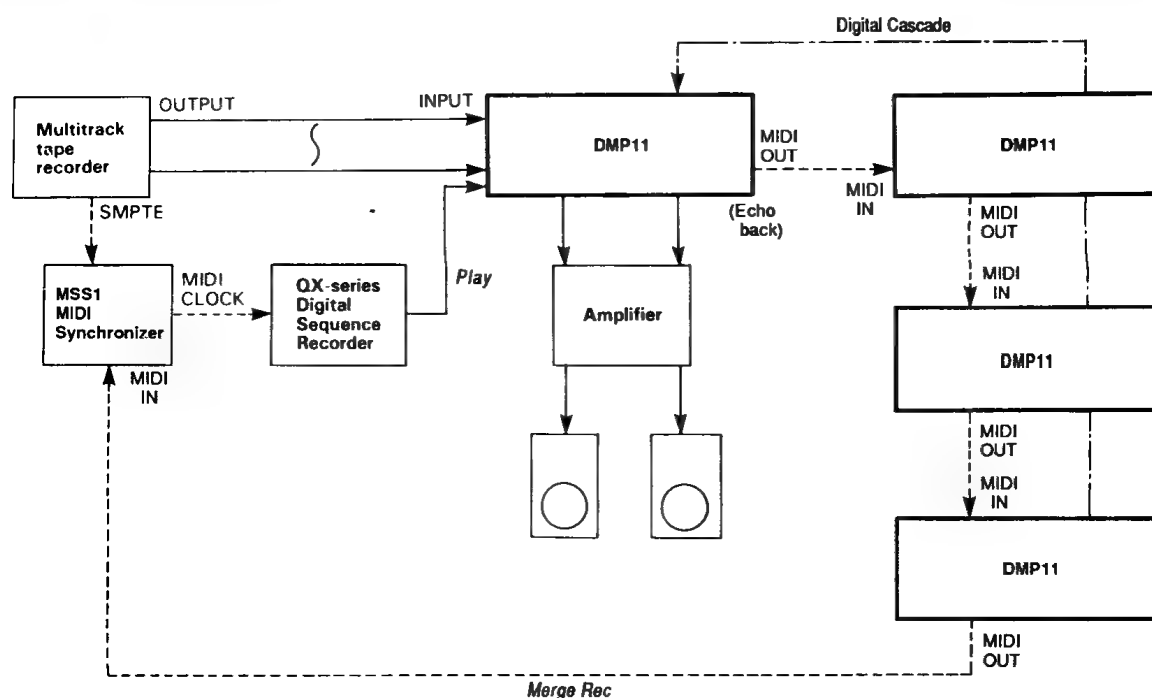 Digital Cascade
OUTPUT
INPUT
Multitrack
tape
recorder
DMP11
MIDI
OUT
MIDI
IN
(Echo
back)
DMP11
SMPTE
MIDI
OUT
MIDI
IN
MSS1
MIDI
Synchronizer
MIDI
CLOCK
QX-series
Digital
Sequence
Recorder
Play
Amplifier
DMP11
MIDI
IN
MIDI
OUT
MIDI
IN
DMP11
MIDI
OUT
Merge Rec